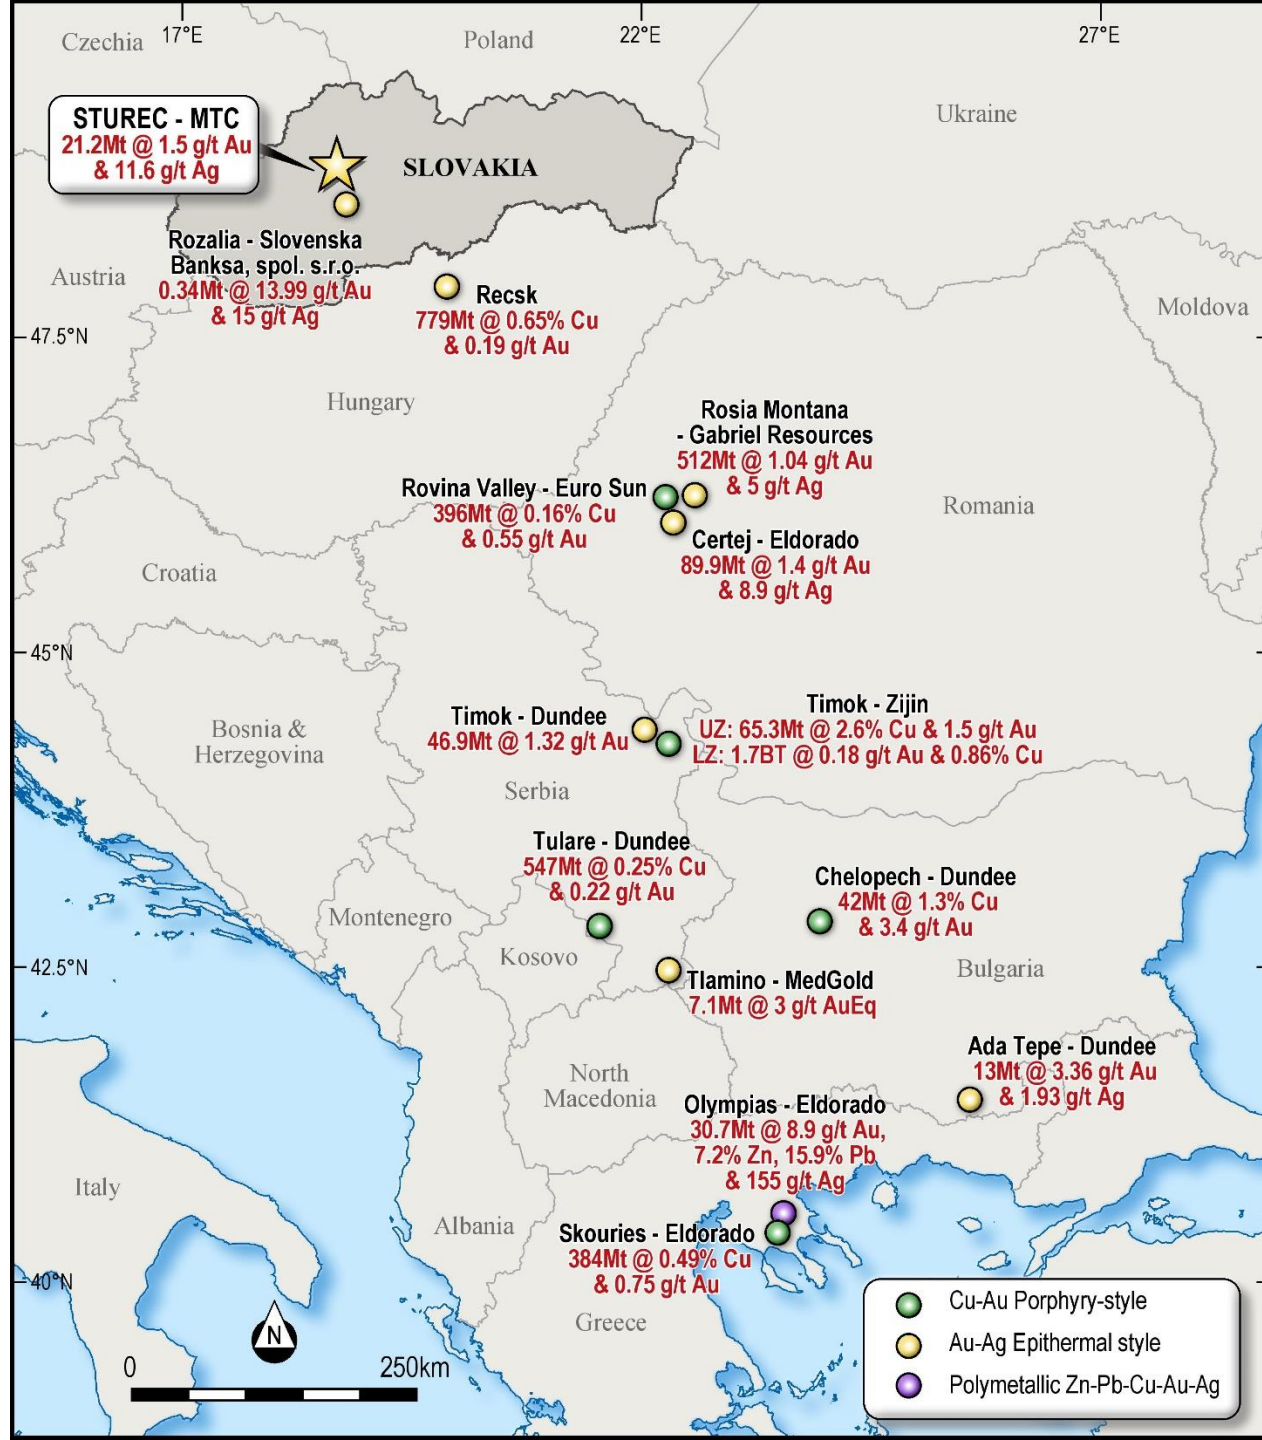 Czechia
17°E
Poland
22°E
27°E
Ukraine
STUREC - MTC
21.2Mt @ 1.5 g/t Au
& 11.6 g/t Ag
SLOVAKIA
Rozalia - Slovenska
Banksa, spol. s.r.o.
0.34Mt @ 13.99 g/t Au
& 15 g/t Ag
Austria
Recsk
779Mt @ 0.65% Cu
& 0.19 g/t Au
Moldova
47.5°N
Hungary
Rosia Montana
- Gabriel Resources
512Mt @ 1.04 g/t Au
& 5 g/t Ag
Rovina Valley - Euro Sun
396Mt @ 0.16% Cu
& 0.55 g/t Au
Romania
Certej - Eldorado
89.9Mt @ 1.4 g/t Au
& 8.9 g/t Ag
Croatia
45°N
Bosnia &
Herzegovina
Timok - Dundee
46.9Mt @ 1.32 g/t Au
Timok - Zijin
UZ: 65.3Mt @ 2.6% Cu & 1.5 g/t Au
LZ: 1.7BT @ 0.18 g/t Au & 0.86% Cu
Serbia
Tulare - Dundee
547Mt @ 0.25% Cu
& 0.22 g/t Au
Chelopech - Dundee
42Mt @ 1.3% Cu
& 3.4 g/t Au
Montenegro
Kosovo
42.5°N
Bulgaria
Tlamino - MedGold
7.1Mt @ 3 g/t AuEq
Ada Tepe - Dundee
13Mt @ 3.36 g/t Au
& 1.93 g/t Ag
North
Macedonia
Olympias - Eldorado
30.7Mt @ 8.9 g/t Au,
7.2% Zn, 15.9% Pb
& 155 g/t Ag
Italy
Albania
Skouries - Eldorado
384Mt @ 0.49% Cu
& 0.75 g/t Au
40°N
Greece
N
0
250km
Cu-Au Porphyry-style
Au-Ag Epithermal style
Polymetallic Zn-Pb-Cu-Au-Ag